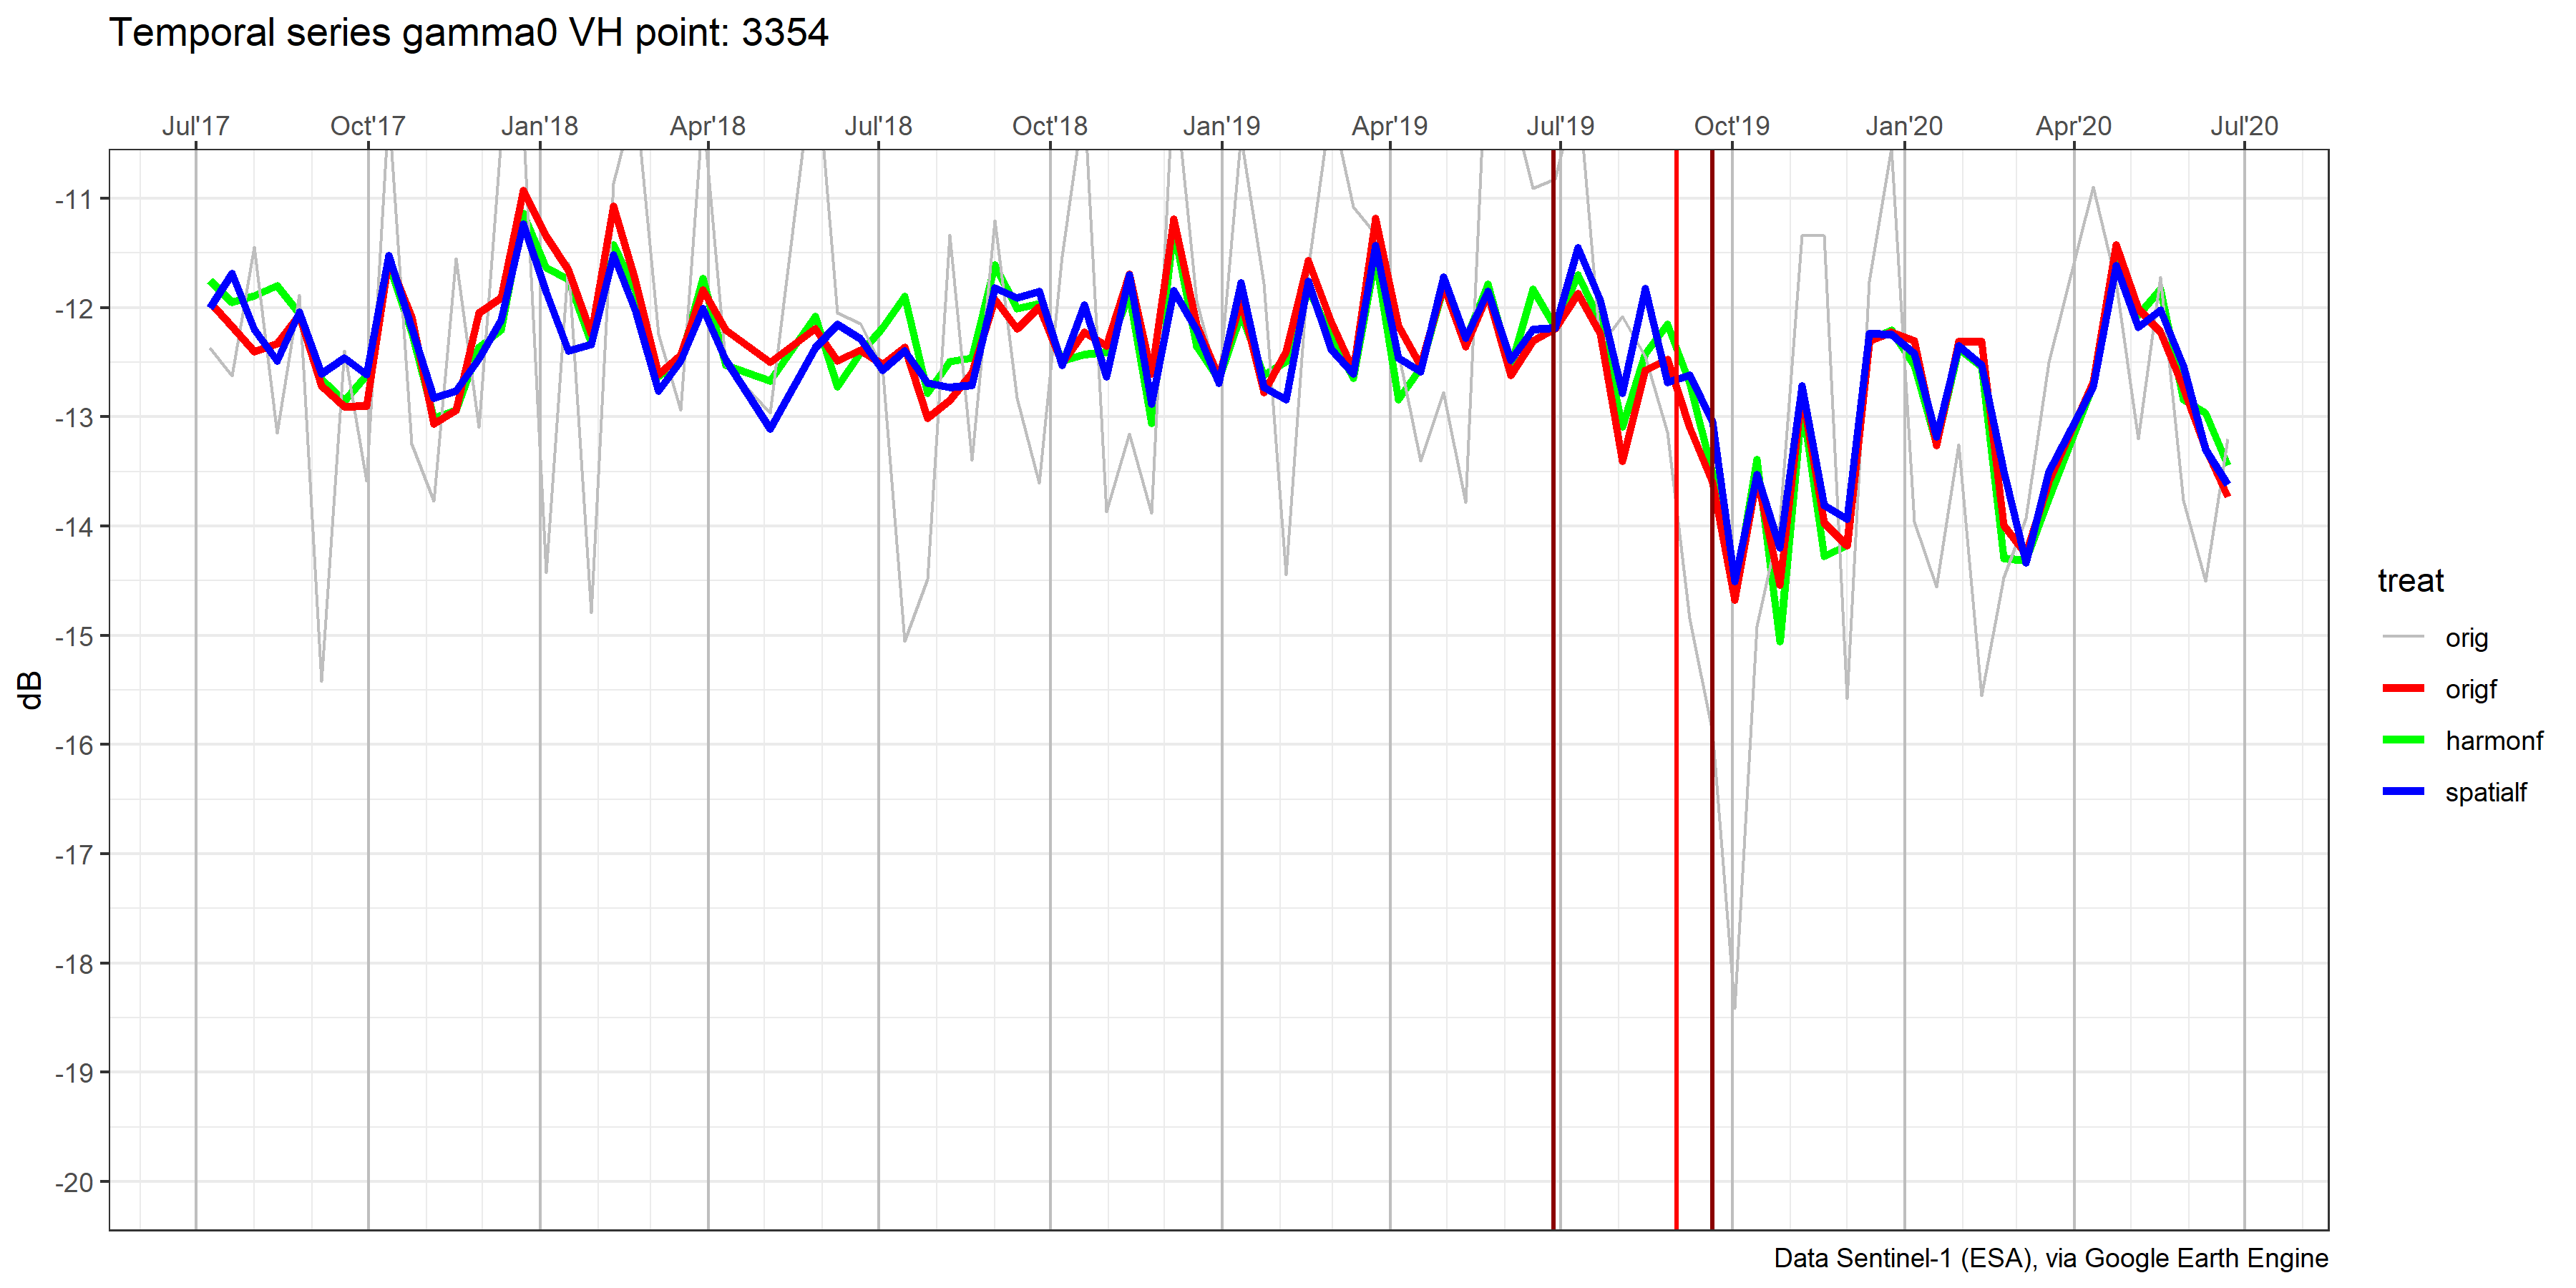 Temporal series gamma0 VH point: 3354
Jul'17 Oct'17 Jan'18 Apr'18 Jul'18 Oct'18 Jan'19 Apr'19 Jul'19 Oct'19 Jan'20 Apr'20 Jul'20
-11
-12
-13
-14
-15
-16
-17
-18
-19
-20
dB
treat
orig
origf
harmonf
spatialf
Data Sentinel-1 (ESA), via Google Earth Engine